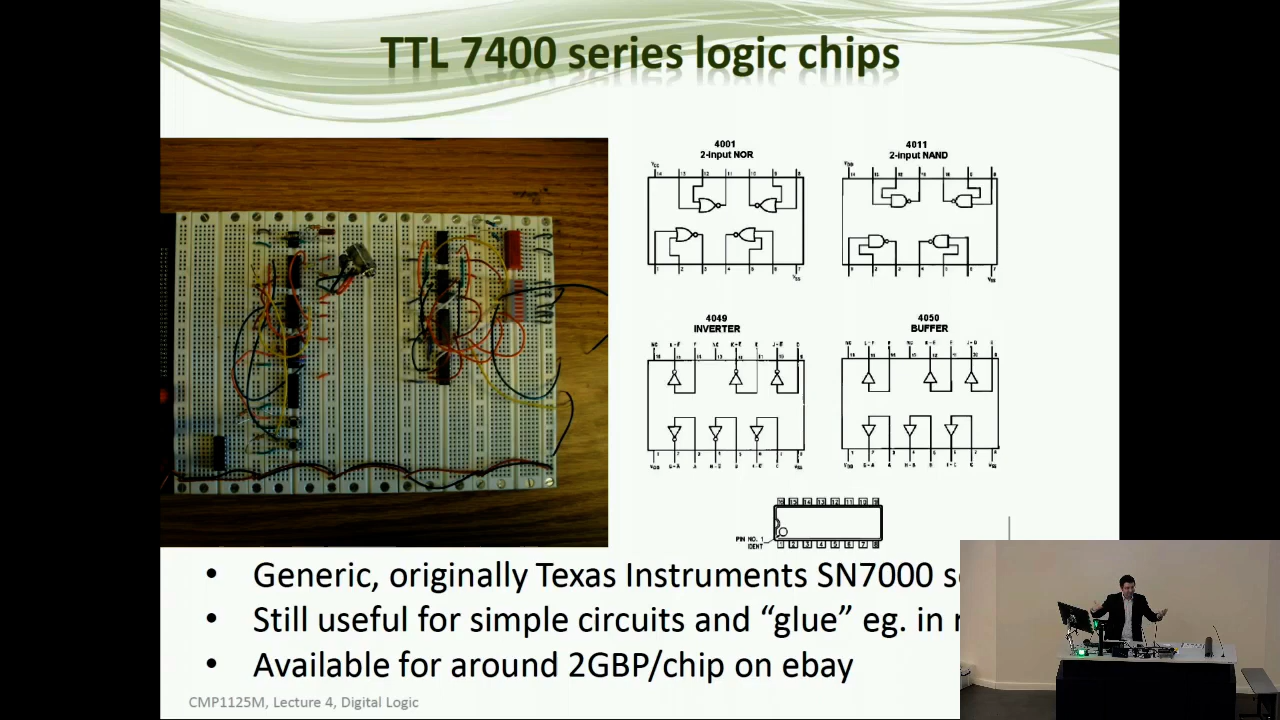 TTL 7400 series logic chips
4001
2-input NOR
4011
2-input NAND
4049
INVERTER
4050
BUFFER
PIN NO. 1
IDENT
• Generic, originally Texas Instruments SN7000
• Still useful for simple circuits and “glue” eg. in
• Available for around 2GBP/chip on ebay
CMP1125M, Lecture 4, Digital Logic